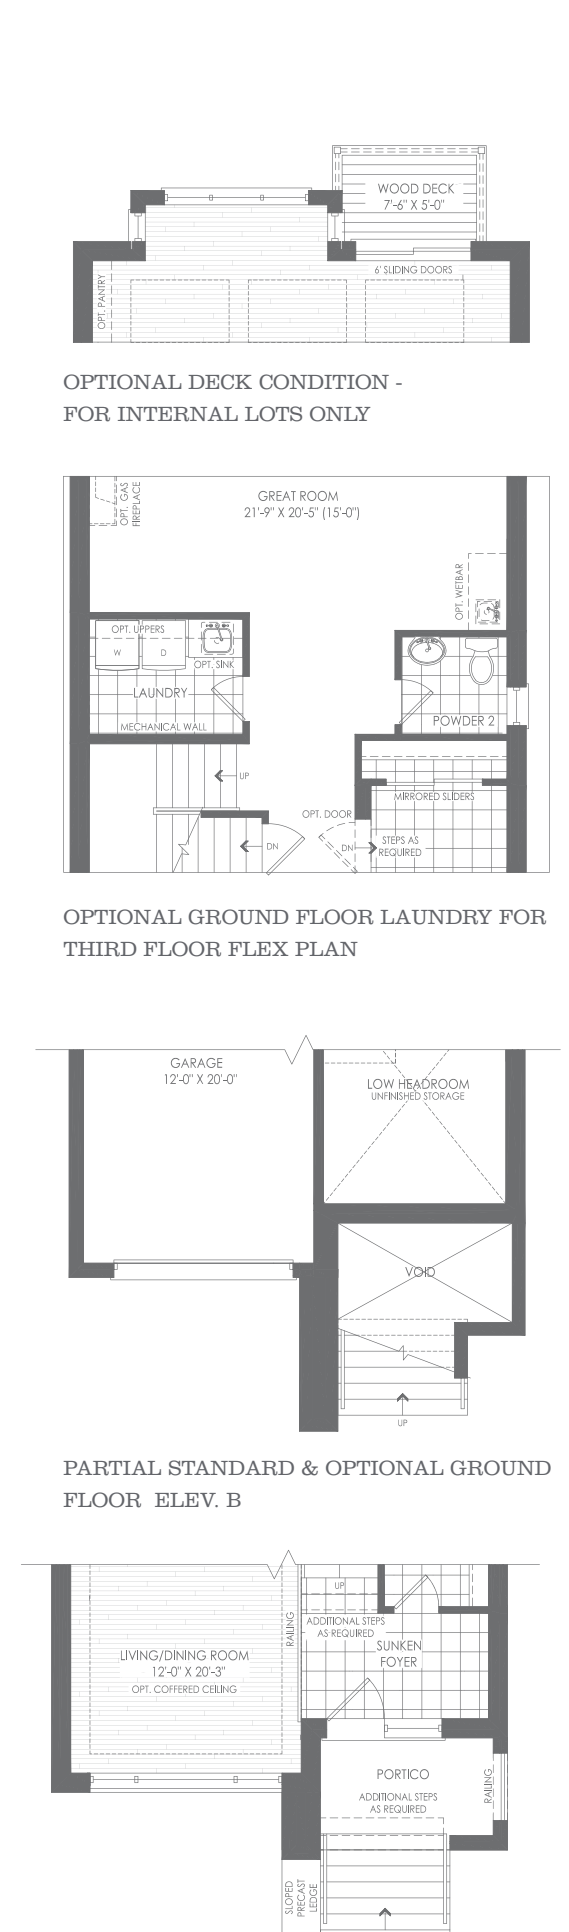 WOOD DECK
7'-6" X 5'-0"
6' SLIDING DOORS
OPT. PANTRY
OPTIONAL DECK CONDITION -
FOR INTERNAL LOTS ONLY
OPT. GAS
FIREPLACE
GREAT ROOM
21'-9" X 20'-5" (15'-0")
OPT. WETBAR
OPT. UPPERS
W
D
OPT. SINK
LAUNDRY
MECHANICAL WALL
POWDER 2
UP
MIRRORED SLIDERS
OPT. DOOR
DN
DN
STEPS AS
REQUIRED
OPTIONAL GROUND FLOOR LAUNDRY FOR
THIRD FLOOR FLEX PLAN
GARAGE
12'-0" X 20'-0"
LOW HEADROOM
UNFINISHED STORAGE
VOID
UP
PARTIAL STANDARD & OPTIONAL GROUND
FLOOR ELEV. B
UP
RAILING
ADDITIONAL STEPS
AS REQUIRED
SUNKEN
FOYER
LIVING/DINING ROOM
12'-0" X 20'-3"
OPT. COFFERED CEILING
PORTICO
ADDITIONAL STEPS
AS REQUIRED
RAILING
SLOPED
PRECAST
LEDGE